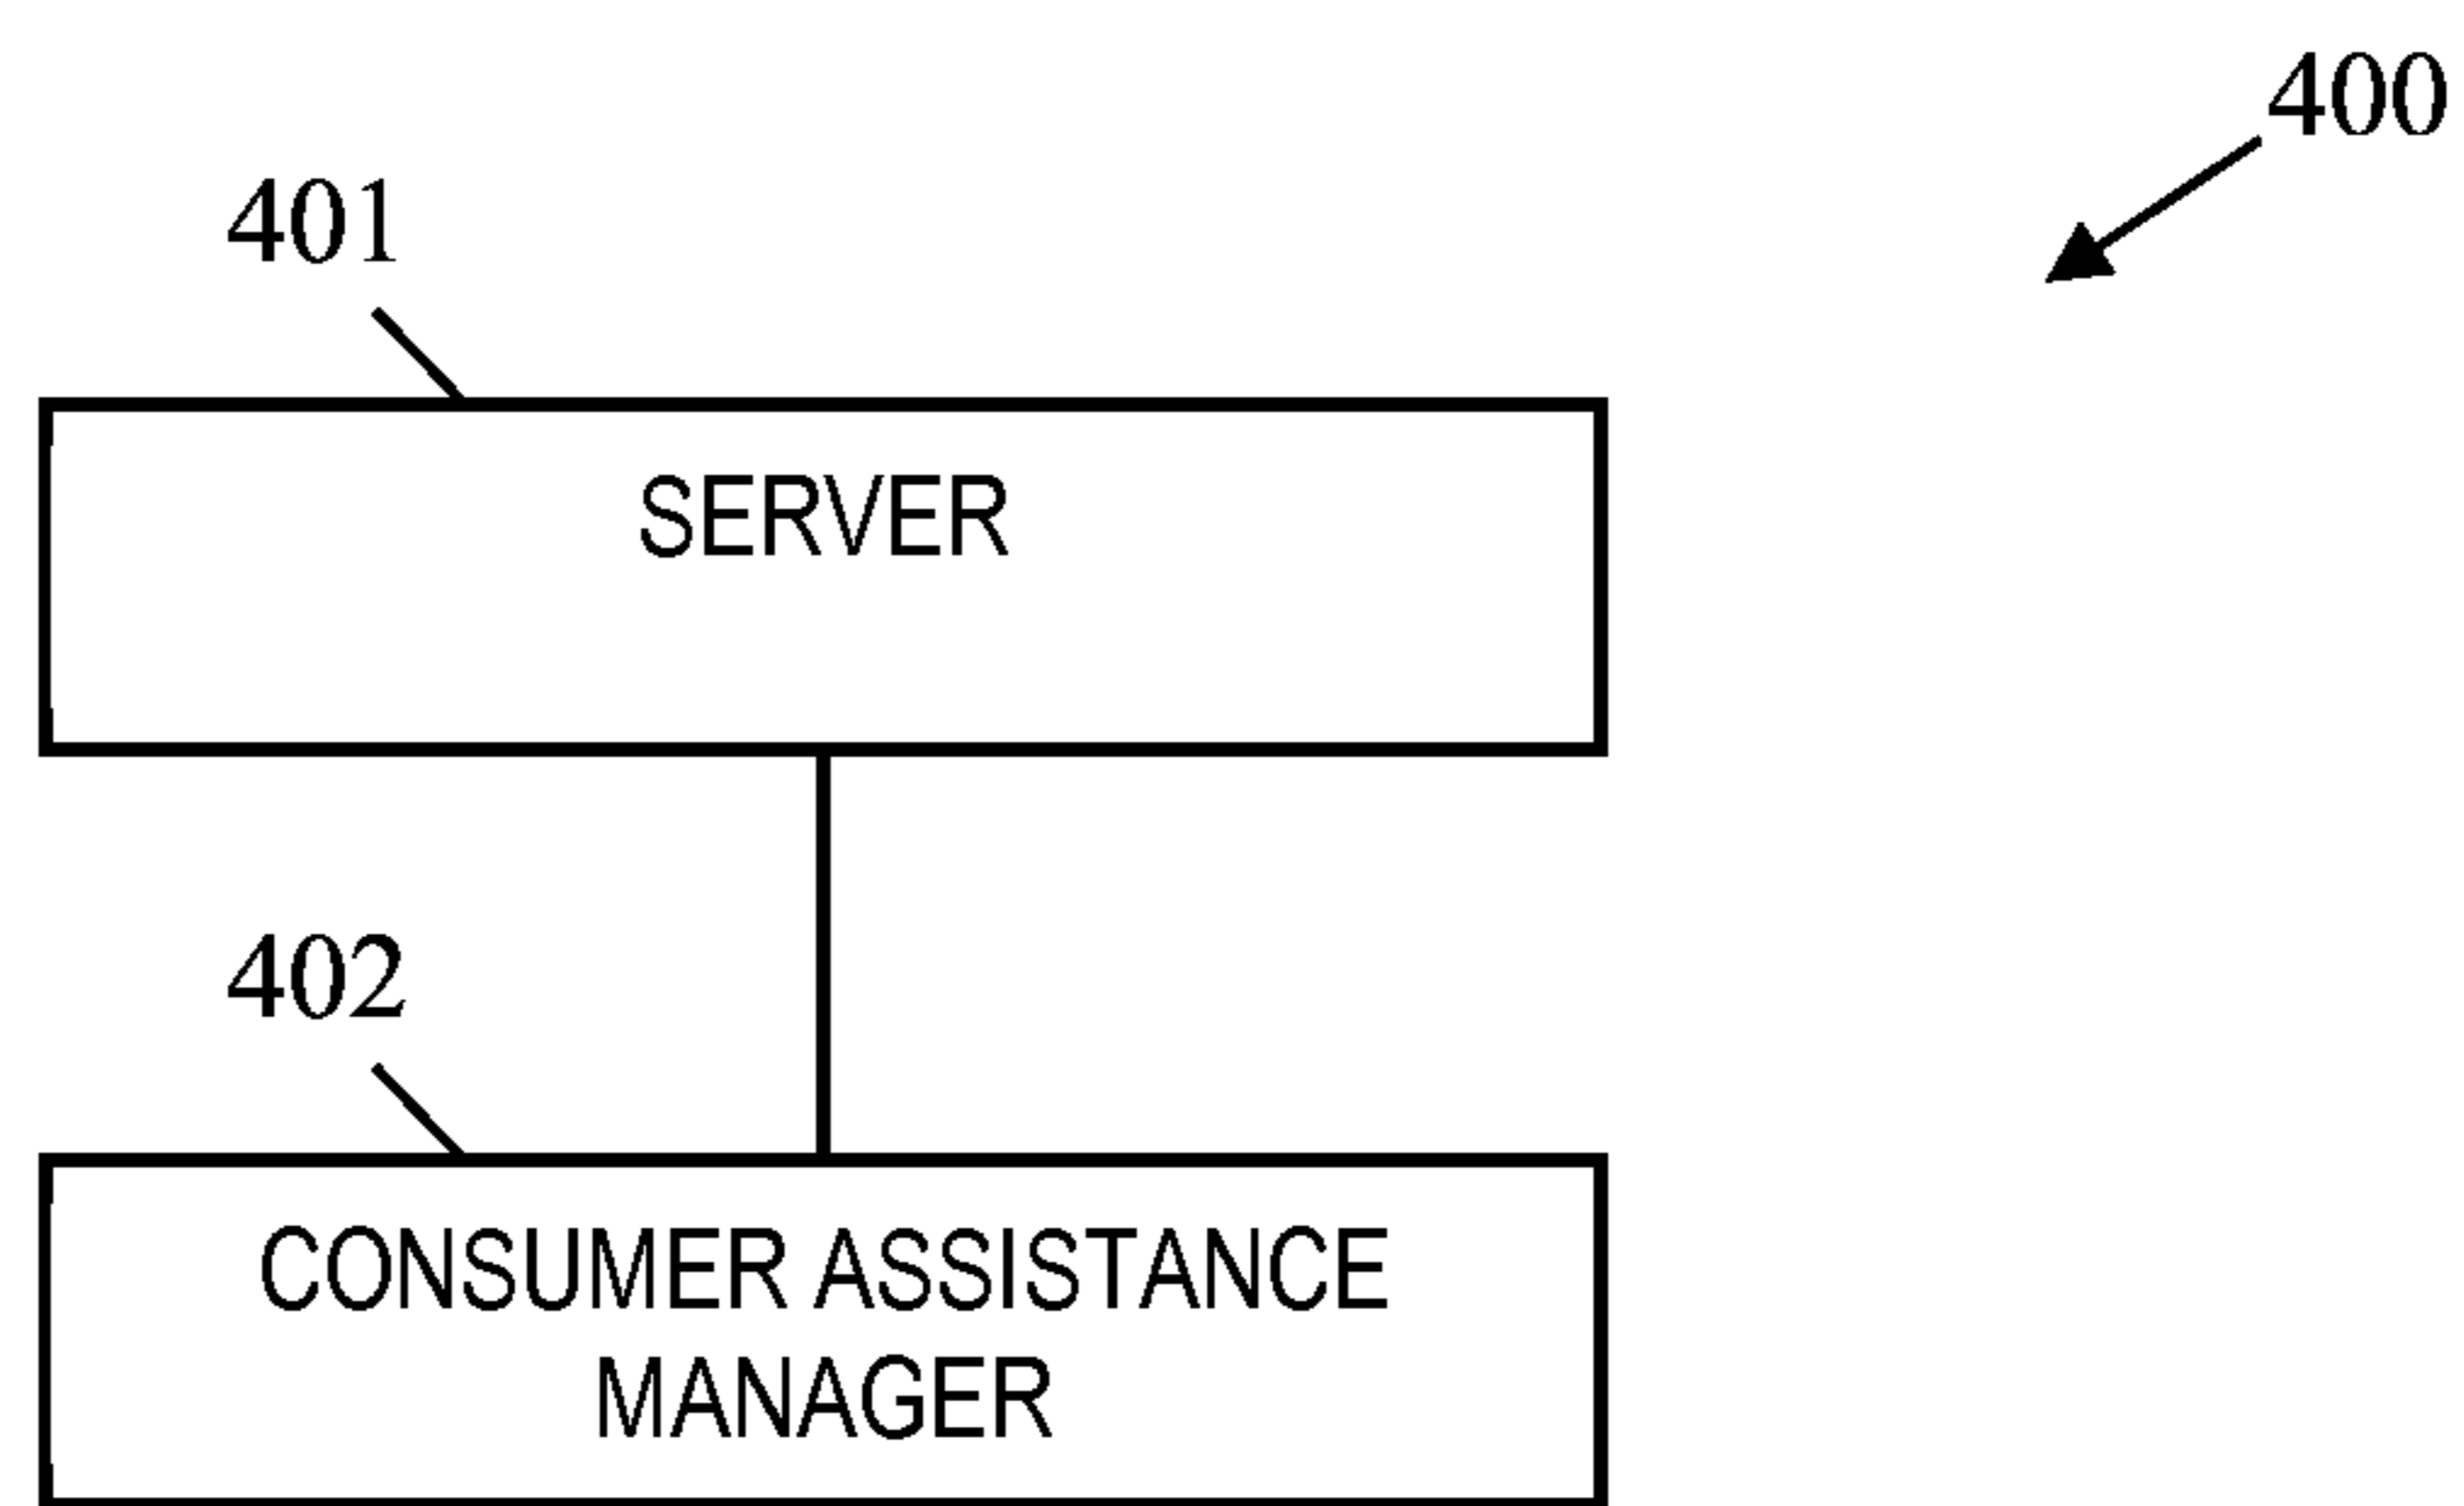 400
401
SERVER
402
CONSUMER ASSISTANCE
MANAGER